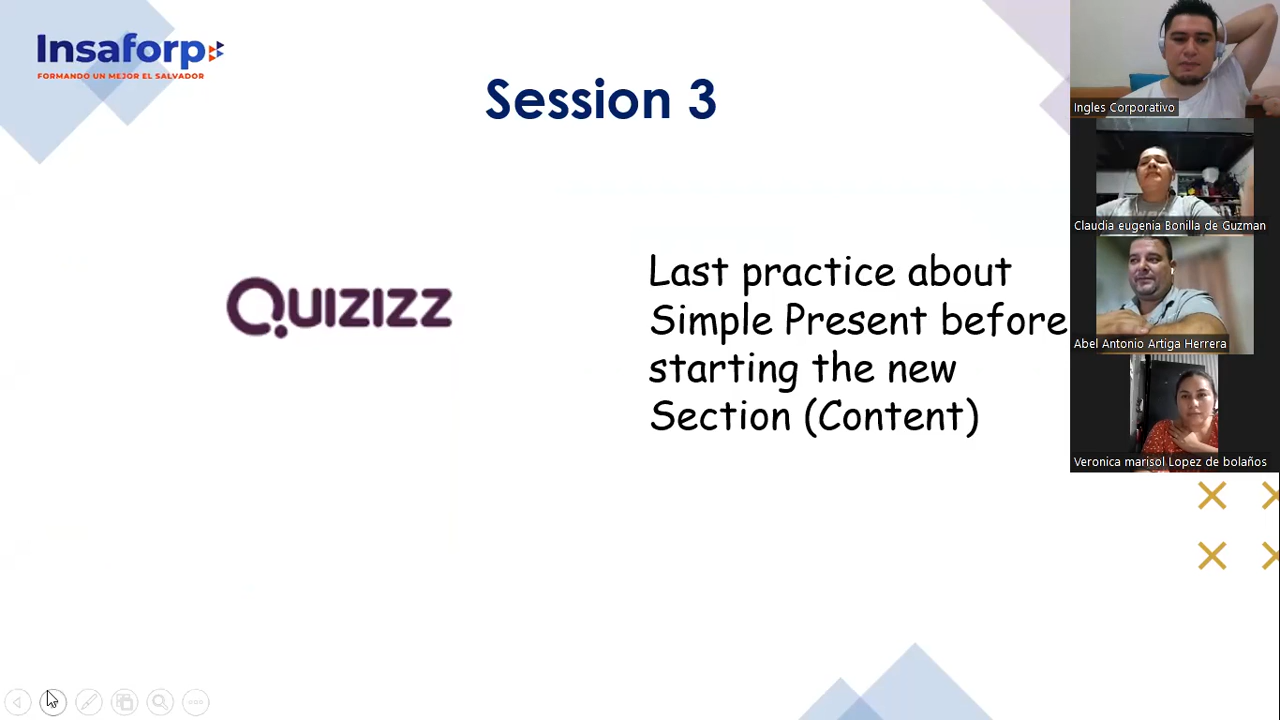 Insaforp
FORMANDO UN MEJOR EL SALVADOR
Session 3
QUIZIZZ
Last practice about
Simple Present before
starting the new
Section (Content)
Ingles Corporativo
Claudia eugenia Bonilla de Guzman
Abel Antonio Artiga Herrera
Veronica marisol Lopez de bolaños